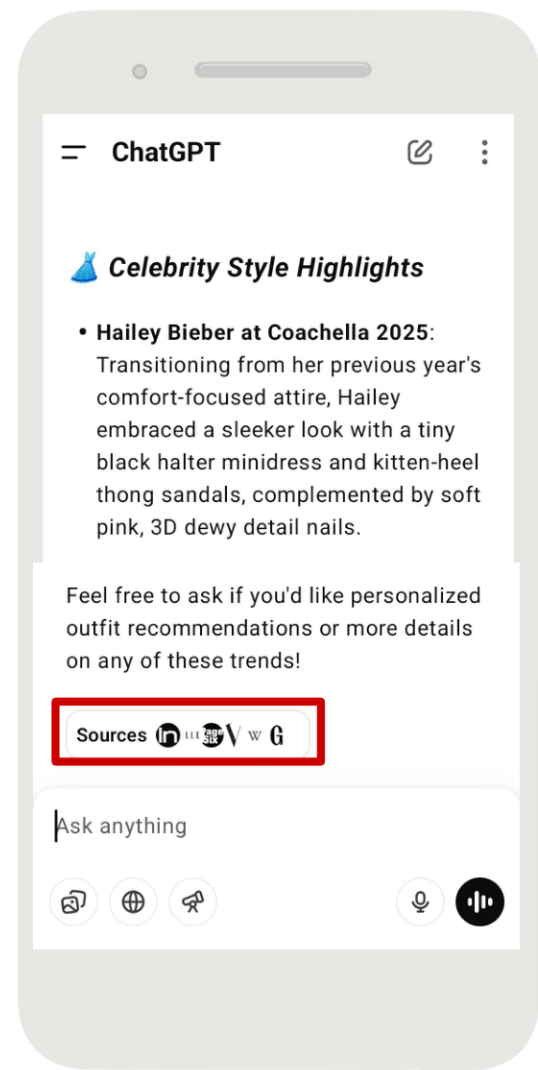 ChatGPT
Celebrity Style Highlights
• Hailey Bieber at Coachella 2025:
Transitioning from her previous year's
comfort-focused attire, Hailey
embraced a sleeker look with a tiny
black halter minidress and kitten-heel
thong sandals, complemented by soft
pink, 3D dewy detail nails.
Feel free to ask if you'd like personalized
outfit recommendations or more details
on any of these trends!
Sources In Page Six V W G
Ask anything